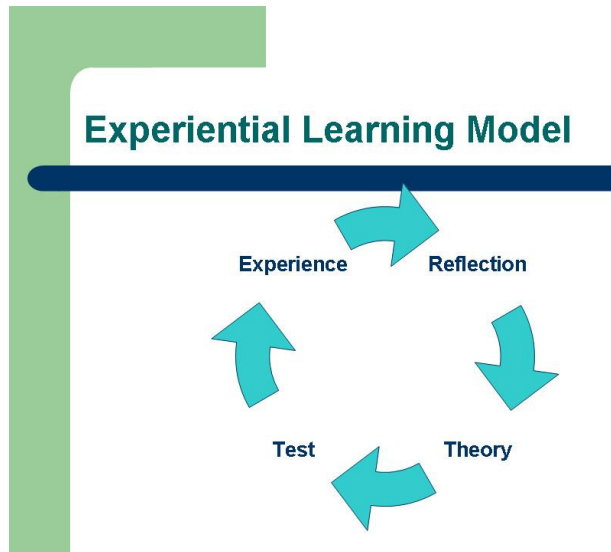 Experiential Learning Model
Experience
Reflection
Test
Theory